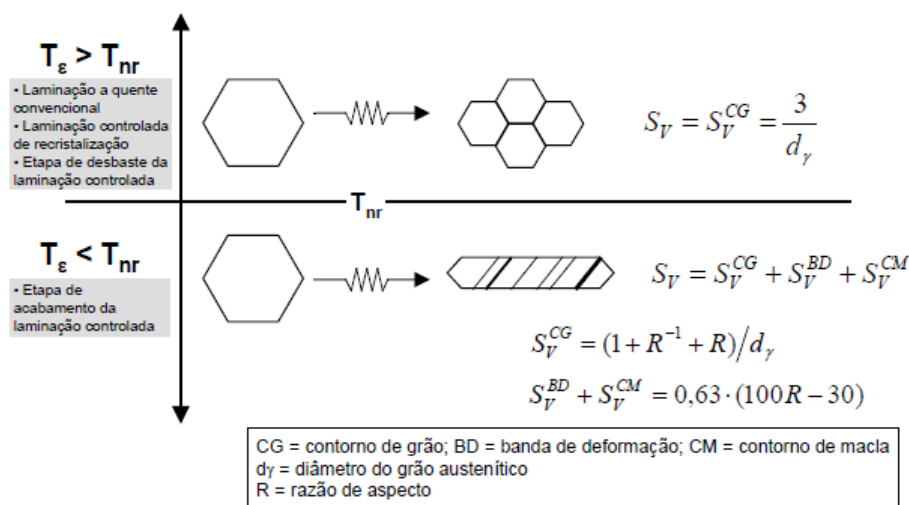 Tε > Tnr
• Laminação a quente
convencional
• Laminação controlada
de recristalização
• Etapa de desbaste da
laminação controlada
S_V = S_V^{CG} = 3/d_γ
Tnr
Tε < Tnr
• Etapa de
acabamento da
laminação controlada
S_V = S_V^{CG} + S_V^{BD} + S_V^{CM}
S_V^{CG} = (1 + R^{-1} + R)/d_γ
S_V^{BD} + S_V^{CM} = 0,63·(100R − 30)
CG = contorno de grão; BD = banda de deformação; CM = contorno de macla
dγ = diâmetro do grão austenítico
R = razão de aspecto